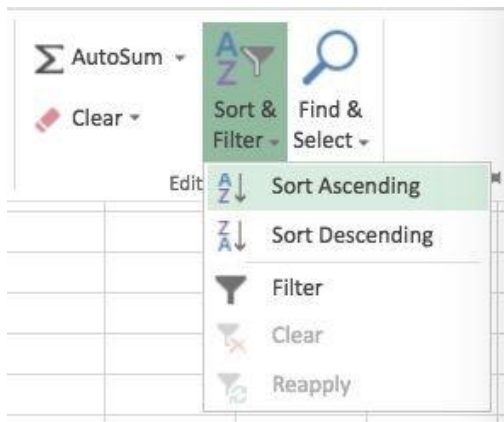 AutoSum
Clear
Sort &
Filter
Find &
Select
Edit
Sort Ascending
Sort Descending
Filter
Clear
Reapply